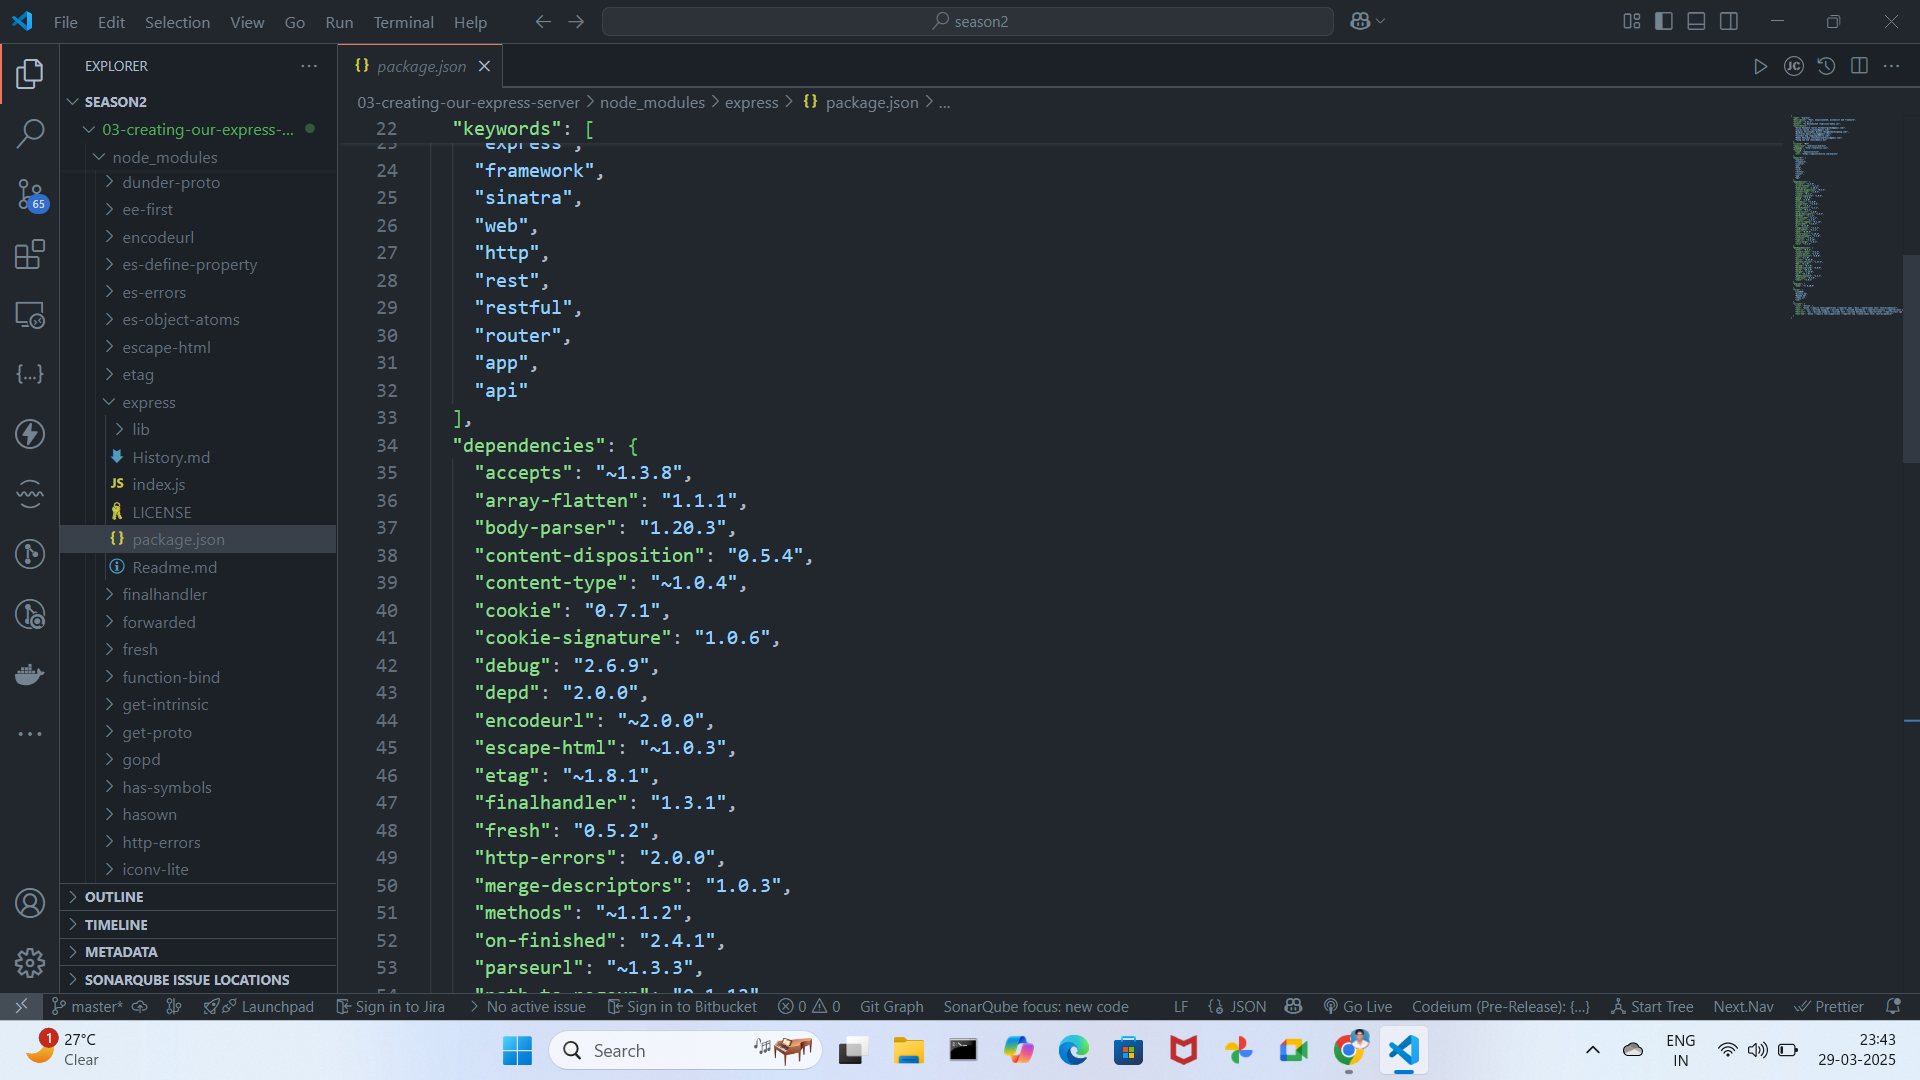 File Edit Selection View Go Run Terminal Help
season2
EXPLORER
SEASON2
03-creating-our-express-...
node_modules
dunder-proto
ee-first
65
encodeurl
es-define-property
es-errors
es-object-atoms
escape-html
etag
express
lib
History.md
JS index.js
LICENSE
{} package.json
Readme.md
finalhandler
forwarded
fresh
function-bind
get-intrinsic
get-proto
gopd
has-symbols
hasown
http-errors
iconv-lite
OUTLINE
TIMELINE
METADATA
SONARQUBE ISSUE LOCATIONS
{} package.json
JC
03-creating-our-express-server > node_modules > express > {} package.json > ...
22 "keywords": [
23 "express",
24 "framework",
25 "sinatra",
26 "web",
27 "http",
28 "rest",
29 "restful",
30 "router",
31 "app",
32 "api"
33 ],
34 "dependencies": {
35 "accepts": "~1.3.8",
36 "array-flatten": "1.1.1",
37 "body-parser": "1.20.3",
38 "content-disposition": "0.5.4",
39 "content-type": "~1.0.4",
40 "cookie": "0.7.1",
41 "cookie-signature": "1.0.6",
42 "debug": "2.6.9",
43 "depd": "2.0.0",
44 "encodeurl": "~2.0.0",
45 "escape-html": "~1.0.3",
46 "etag": "~1.8.1",
47 "finalhandler": "1.3.1",
48 "fresh": "0.5.2",
49 "http-errors": "2.0.0",
50 "merge-descriptors": "1.0.3",
51 "methods": "~1.1.2",
52 "on-finished": "2.4.1",
53 "parseurl": "~1.3.3",
master* Launchpad Sign in to Jira No active issue Sign in to Bitbucket 0 0 Git Graph SonarQube focus: new code LF {} JSON Go Live Codeium (Pre-Release): {...} Start Tree Next.Nav Prettier
1
27°C
Clear
Search
ENG
IN
23:43
29-03-2025